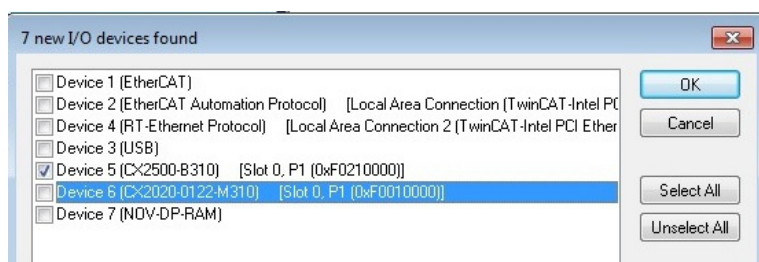 7 new I/O devices found
Device 1 (EtherCAT)
Device 2 (EtherCAT Automation Protocol) [Local Area Connection (TwinCAT-Intel PC
Device 4 (RT-Ethernet Protocol) [Local Area Connection 2 (TwinCAT-Intel PCI Ether
Device 3 (USB)
Device 5 (CX2500-B310) [Slot 0, P1 (0xF0210000)]
Device 6 (CX2020-0122-M310) [Slot 0, P1 (0xF0010000)]
Device 7 (NOV-DP-RAM)
OK
Cancel
Select All
Unselect All